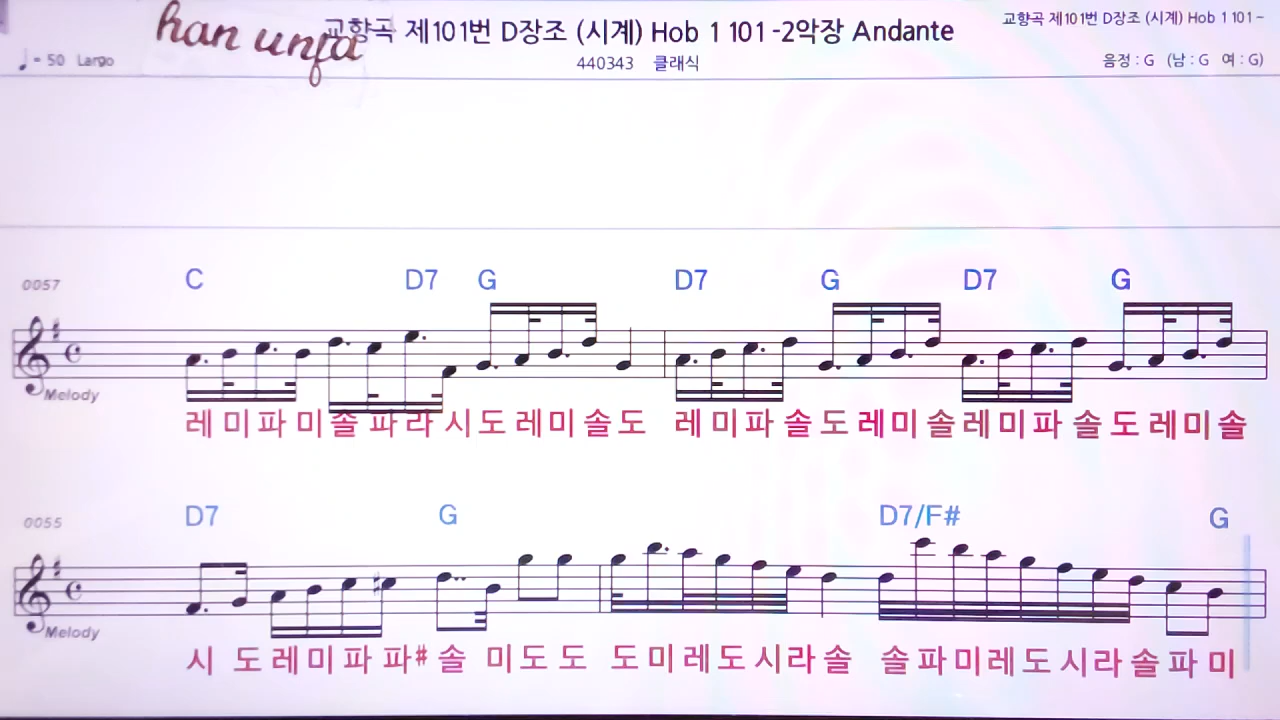 han unfa
교향곡 제101번 D장조 (시계) Hob 1 101 -2악장 Andante
교향곡 제101번 D장조 (시계) Hob 1 101 –
♩ = 50 Largo
440343 클래식
음정 : G (남 : G 여 : G)
0057
C D7 G D7 G D7 G
Melody
레 미 파 미 솔 파 라 시 도 레 미 솔 도 레 미 파 솔 도 레 미 솔 레 미 파 솔 도 레 미 솔
0055
D7 G D7/F# G
Melody
시 도 레 미 파 파# 솔 미 도 도 도 미 레 도 시 라 솔 솔 파 미 레 도 시 라 솔 파 미